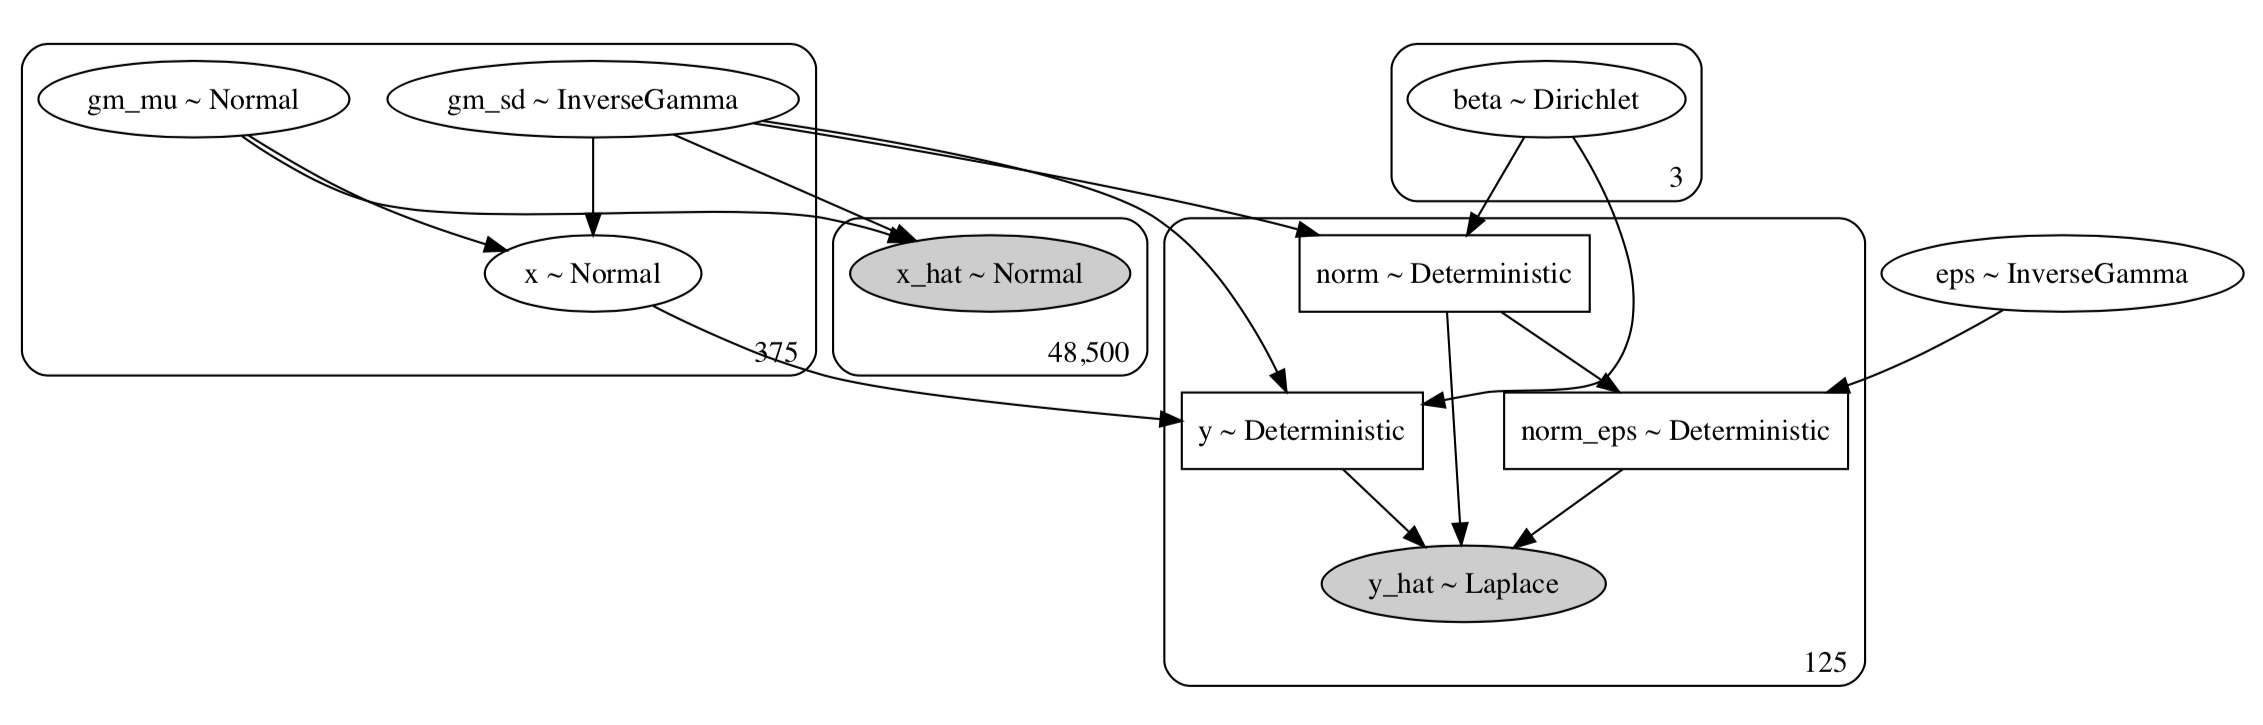 gm_mu ~ Normal
gm_sd ~ InverseGamma
beta ~ Dirichlet
3
x ~ Normal
x_hat ~ Normal
norm ~ Deterministic
eps ~ InverseGamma
375
48,500
y ~ Deterministic
norm_eps ~ Deterministic
y_hat ~ Laplace
125